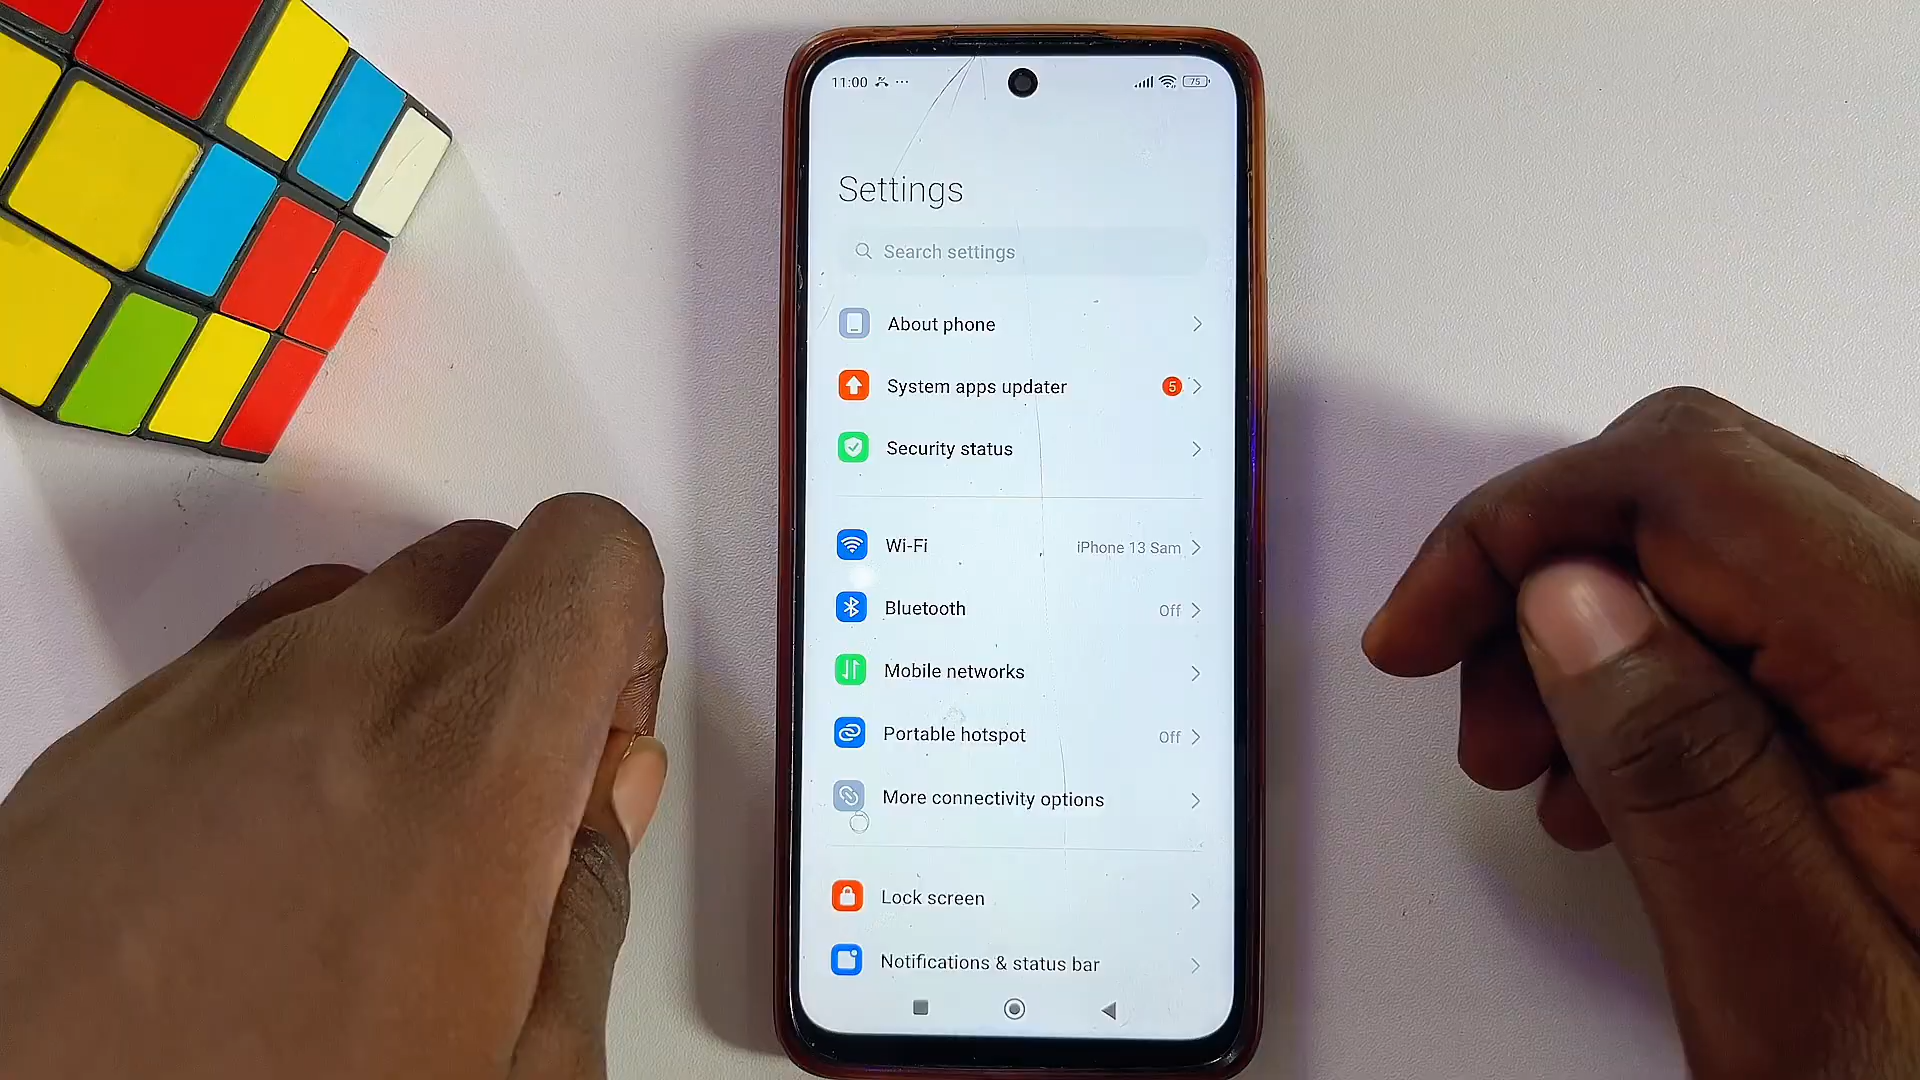 11:00 ... 75
Settings
Search settings
About phone
System apps updater 5
Security status
Wi-Fi iPhone 13 Sam
Bluetooth Off
Mobile networks
Portable hotspot Off
More connectivity options
Lock screen
Notifications & status bar